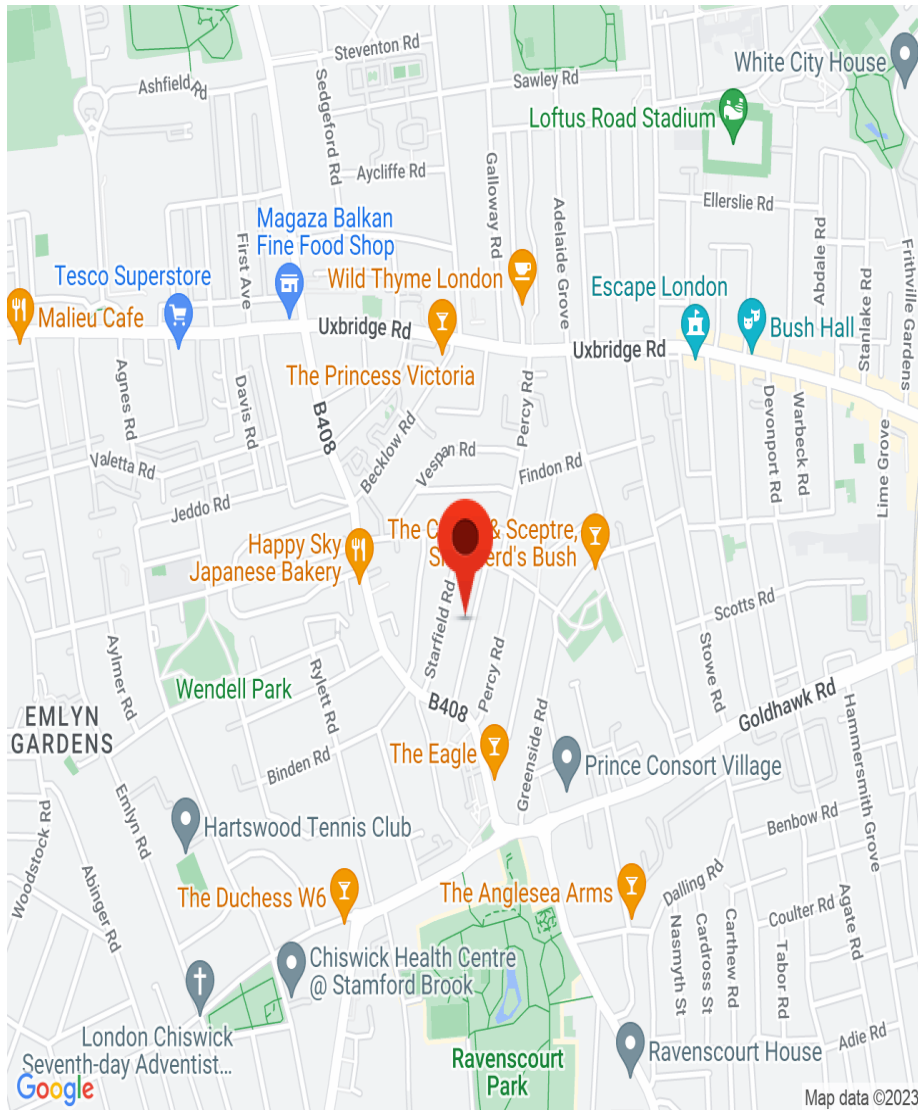 Steventon Rd
White City House
Ashfield Rd
Sedgeford Rd
Sawley Rd
Loftus Road Stadium
Aycliffe Rd
Galloway Rd
Adelaide Grove
Ellerslie Rd
Abdale Rd
Frithville Gardens
Stanlake Rd
First Ave
Magaza Balkan
Fine Food Shop
Tesco Superstore
Wild Thyme London
Escape London
Malieu Cafe
Uxbridge Rd
Bush Hall
Uxbridge Rd
The Princess Victoria
Agnes Rd
Davis Rd
B408
Becklow Rd
Percy Rd
Devonport Rd
Warbeck Rd
Lime Grove
Valetta Rd
Vespan Rd
Findon Rd
Jeddo Rd
Happy Sky
Japanese Bakery
The C & Sceptre,
S erd's Bush
Scotts Rd
Starfield Rd
Percy Rd
Stowe Rd
Aylmer Rd
Wendell Park
Rylett Rd
B408
Goldhawk Rd
EMLYN
GARDENS
Hammersmith Grove
The Eagle
Greenside Rd
Prince Consort Village
Binden Rd
Emlyn Rd
Woodstock Rd
Hartswood Tennis Club
Benbow Rd
Abinger Rd
The Duchess W6
The Anglesea Arms
Dalling Rd
Nasmyth St
Cardross St
Carthew Rd
Coulter Rd
Tabor Rd
Agate Rd
Chiswick Health Centre
@ Stamford Brook
London Chiswick
Seventh-day Adventist...
Adie Rd
Ravenscourt
Park
Ravenscourt House
Google
Map data ©2023